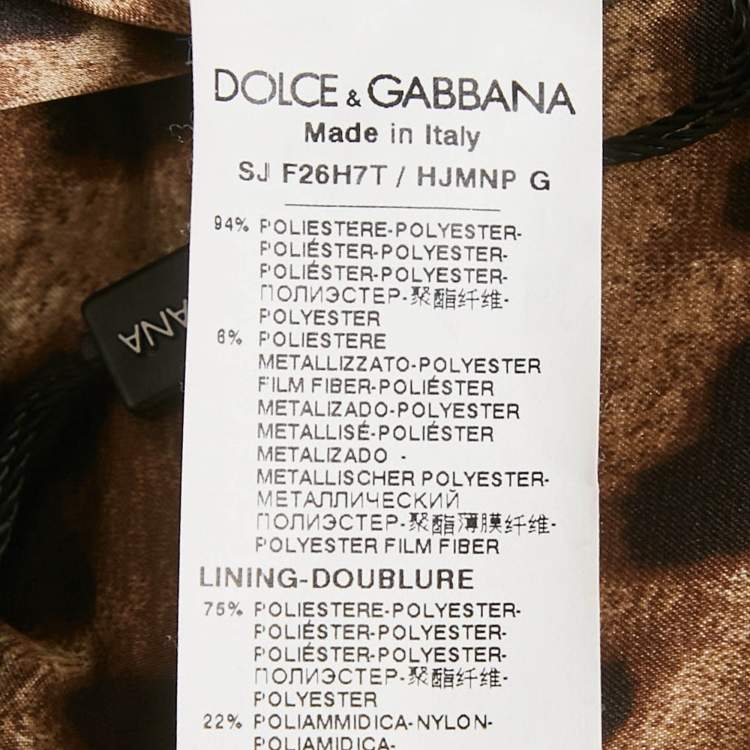 DOLCE & GABBANA
Made in Italy
SJ F26H7T / HJMNP G
94% POLIESTERE-POLYESTER-
POLIÉSTER-POLYESTER-
POLIÉSTER-POLYESTER-
ПОЛИЭСТЕР-聚酯纤维-
POLYESTER
6% POLIESTERE
METALLIZZATO-POLYESTER
FILM FIBER-POLIÉSTER
METALIZADO-POLYESTER
METALLISÉ-POLIÉSTER
METALIZADO -
METALLISCHER POLYESTER-
МЕТАЛЛИЧЕСКИЙ
ПОЛИЭСТЕР-聚酯薄膜纤维-
POLYESTER FILM FIBER
LINING-DOUBLURE
75% POLIESTERE-POLYESTER-
POLIÉSTER-POLYESTER-
POLIÉSTER-POLYESTER-
ПОЛИЭСТЕР-聚酯纤维-
POLYESTER
22% POLIAMMIDICA-NYLON-
POLIAMIDICA-
ANA